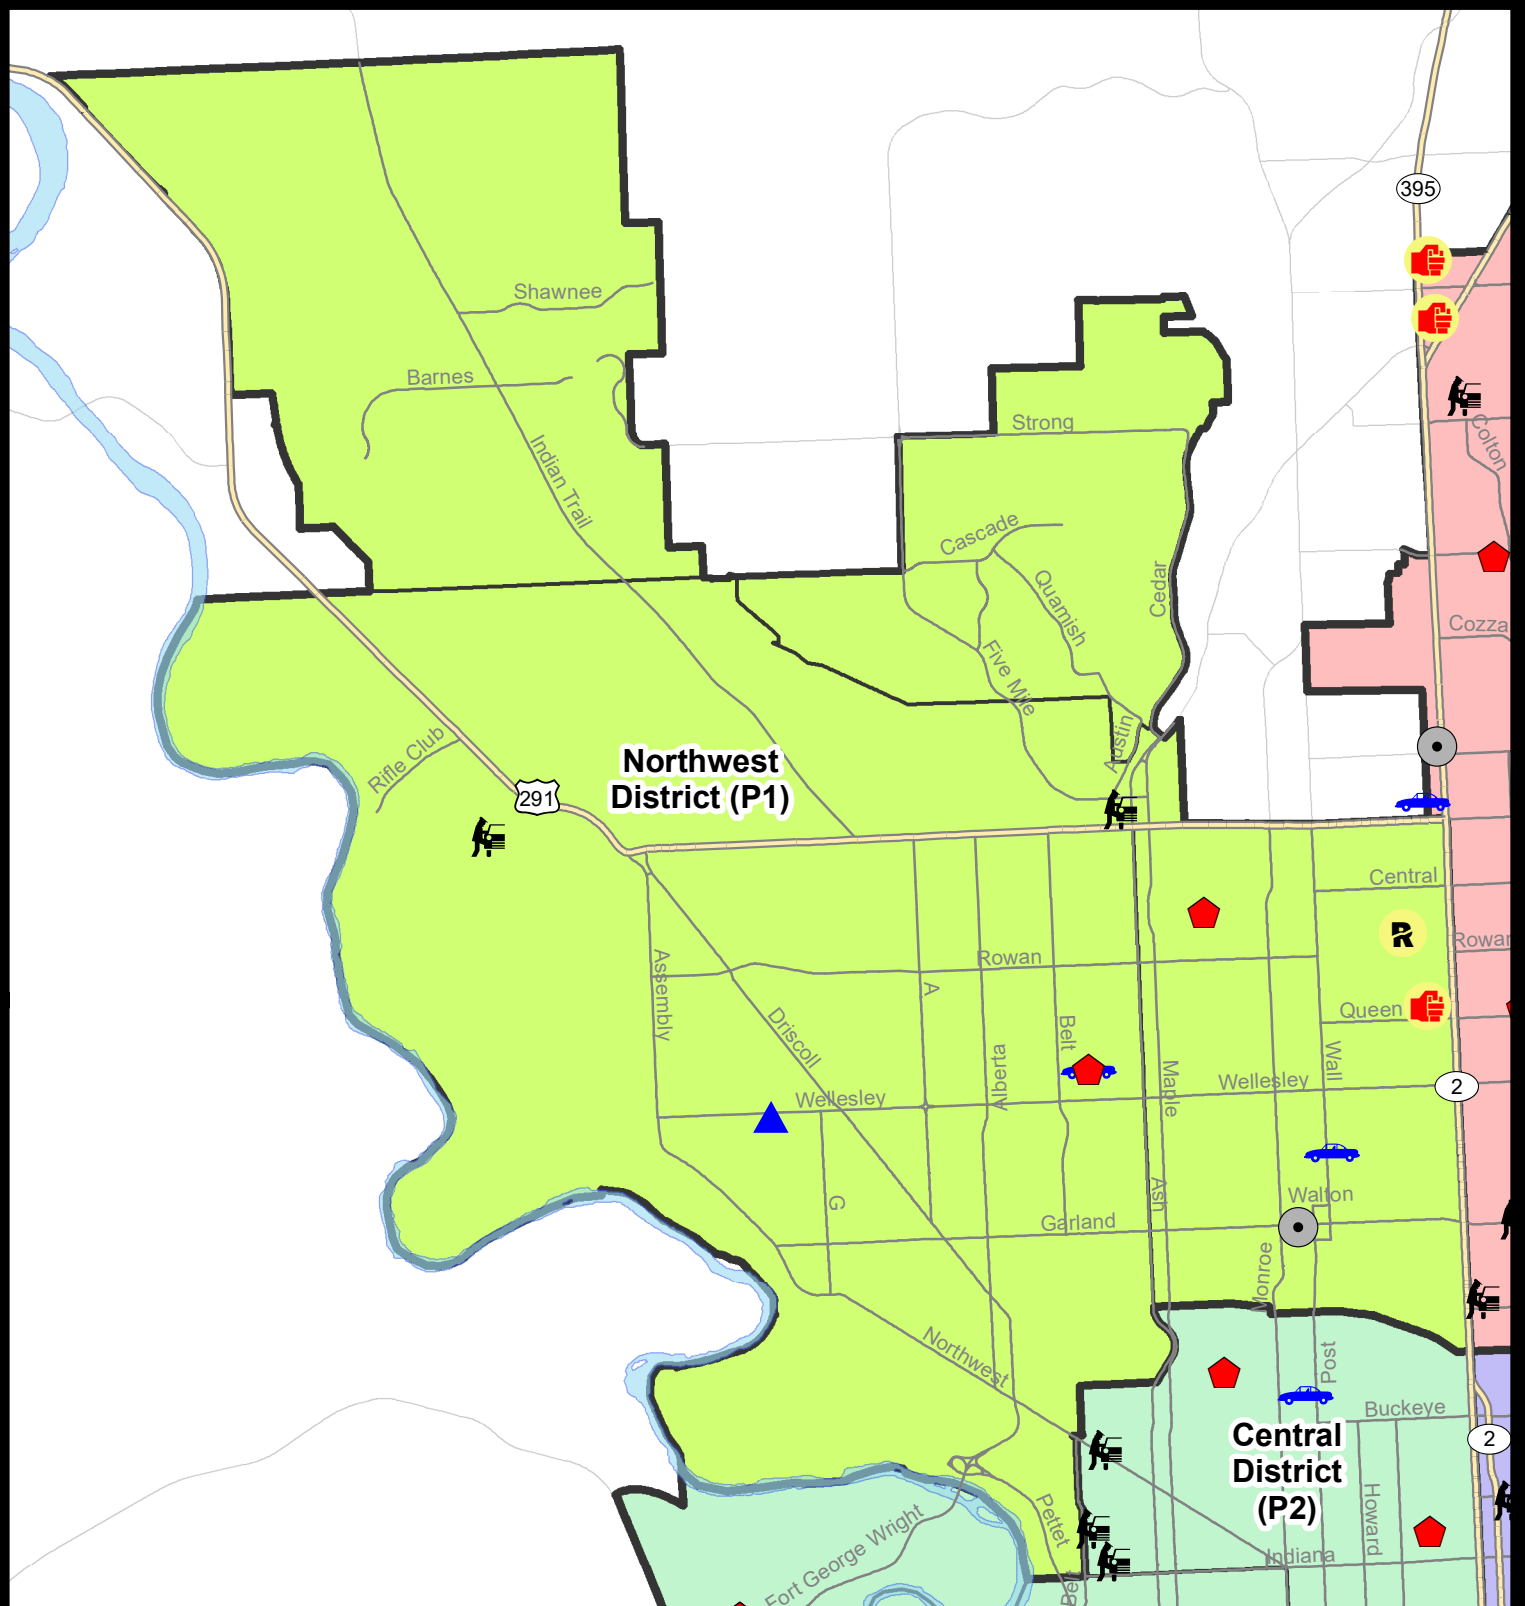 395
Shawnee
Barnes
Strong
Colton
Indian Trail
Cascade
Quamish
Cedar
Cozza
Five Mile
Austin
Rifle Club
Northwest
District (P1)
291
Central
Rowan
Rowan
Assembly
A
Queen
Driscoll
Belt
Alberta
Wall
Maple
Wellesley
Wellesley
2
G
Ash
Walton
Garland
Monroe
Northwest
Post
Buckeye
Central
District
(P2)
2
Pettet
Howard
Fort George Wright
Indiana
Belt